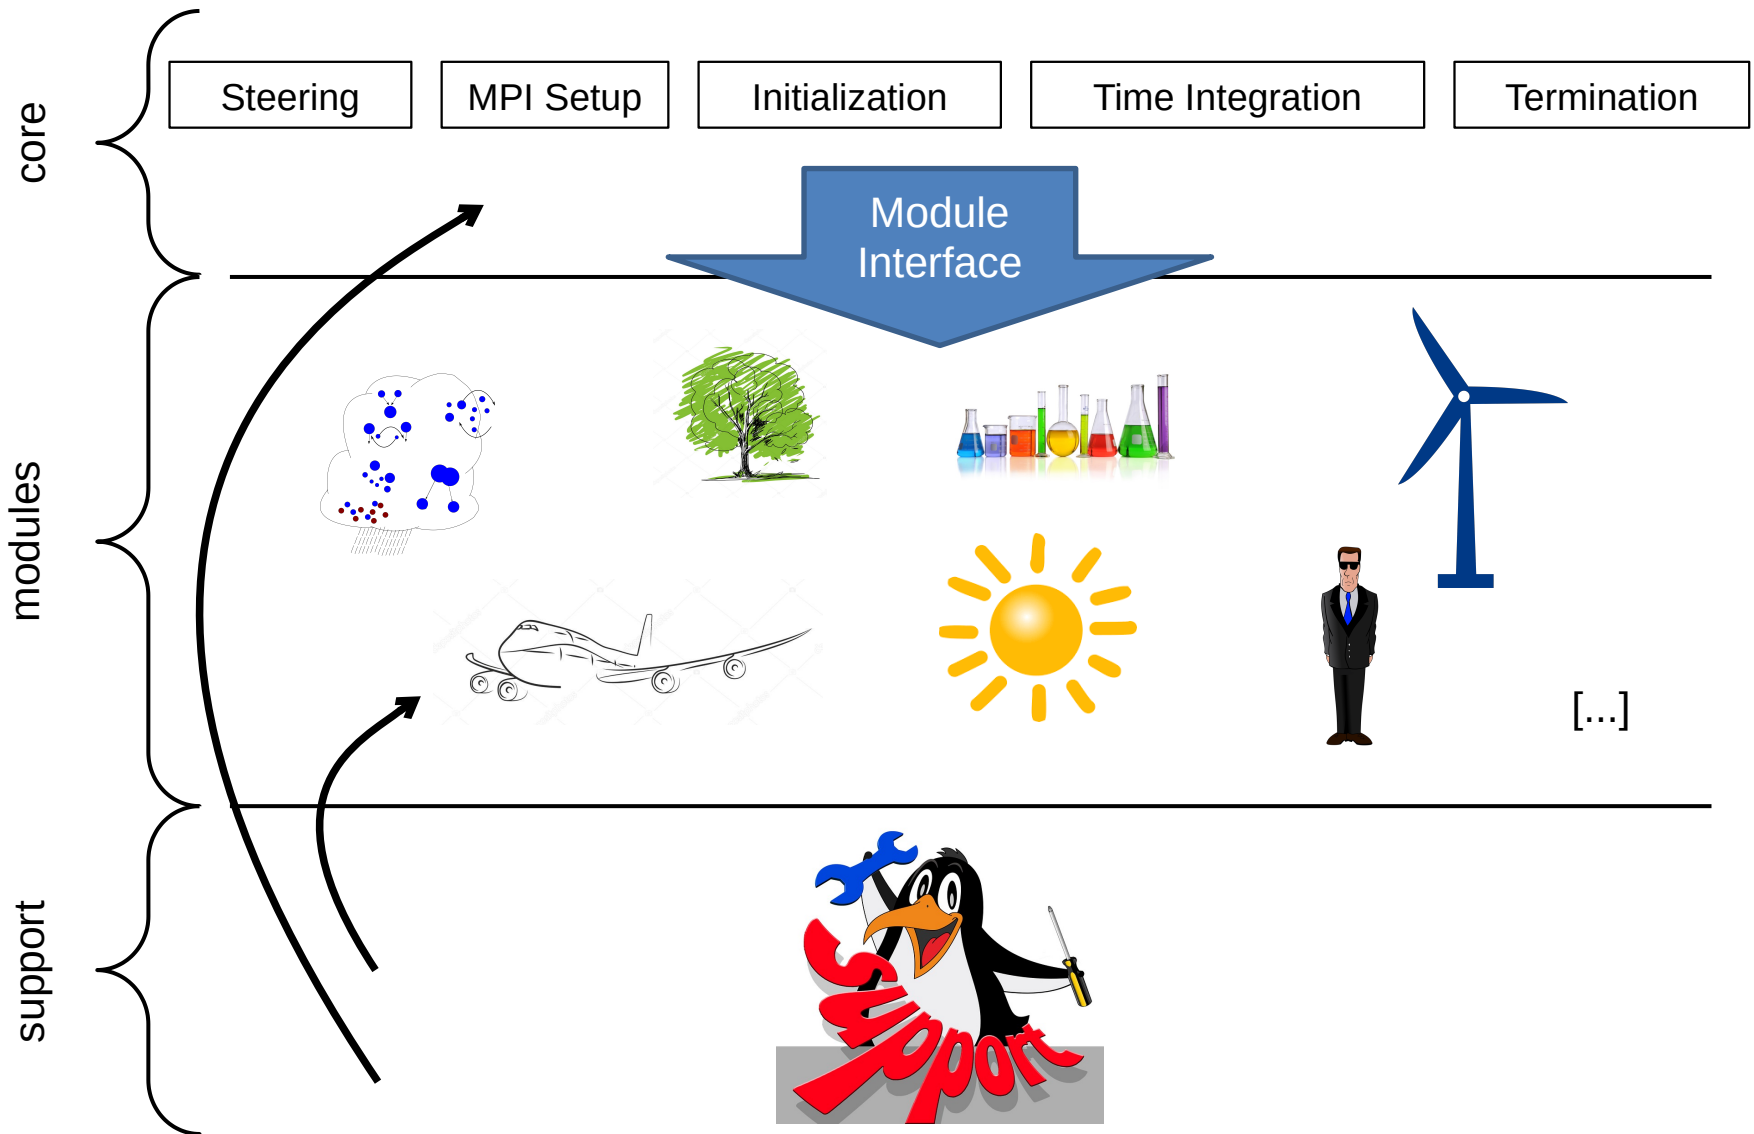 core
Steering
MPI Setup
Initialization
Time Integration
Termination
Module
Interface
modules
[...]
support
support